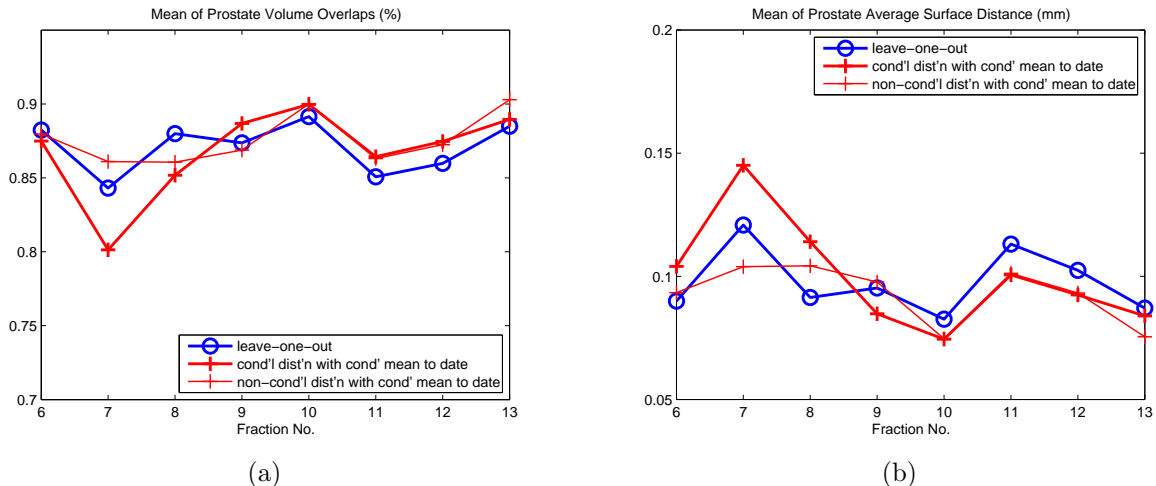 Mean of Prostate Volume Overlaps (%)
0.9
0.85
0.8
0.75
0.7
leave−one−out
cond'l dist'n with cond' mean to date
non−cond'l dist'n with cond' mean to date
6 7 8 9 10 11 12 13
Fraction No.
(a)
Mean of Prostate Average Surface Distance (mm)
0.2
0.15
0.1
0.05
leave−one−out
cond'l dist'n with cond' mean to date
non−cond'l dist'n with cond' mean to date
6 7 8 9 10 11 12 13
Fraction No.
(b)